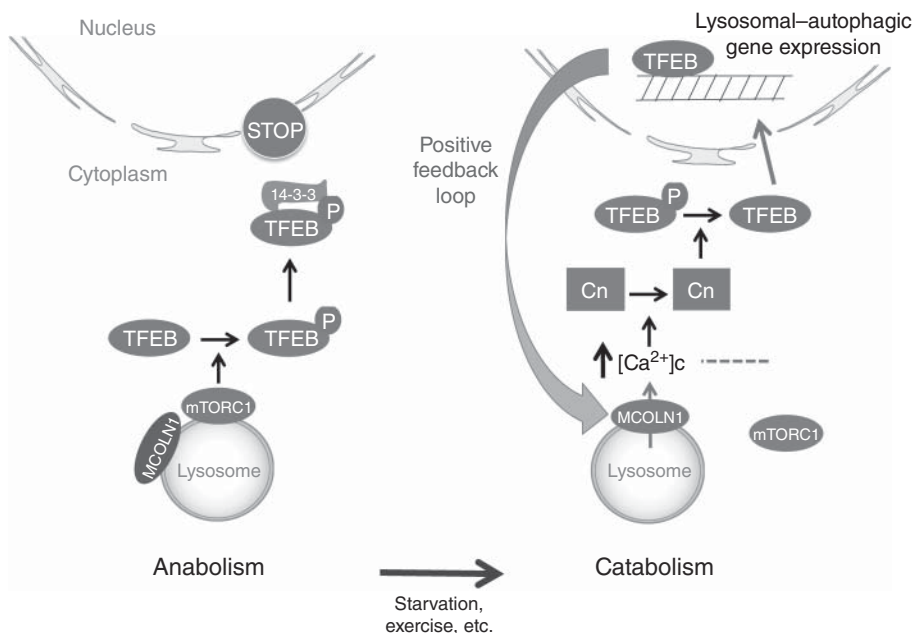 Nucleus
STOP
Cytoplasm
14-3-3
P
TFEB
TFEB
TFEB
P
mTORC1
MCOLN1
Lysosome
Anabolism
Starvation,
exercise, etc.
Lysosomal–autophagic
gene expression
TFEB
Positive
feedback
loop
P
TFEB
TFEB
Cn
Cn
[Ca²⁺]c
MCOLN1
mTORC1
Lysosome
Catabolism